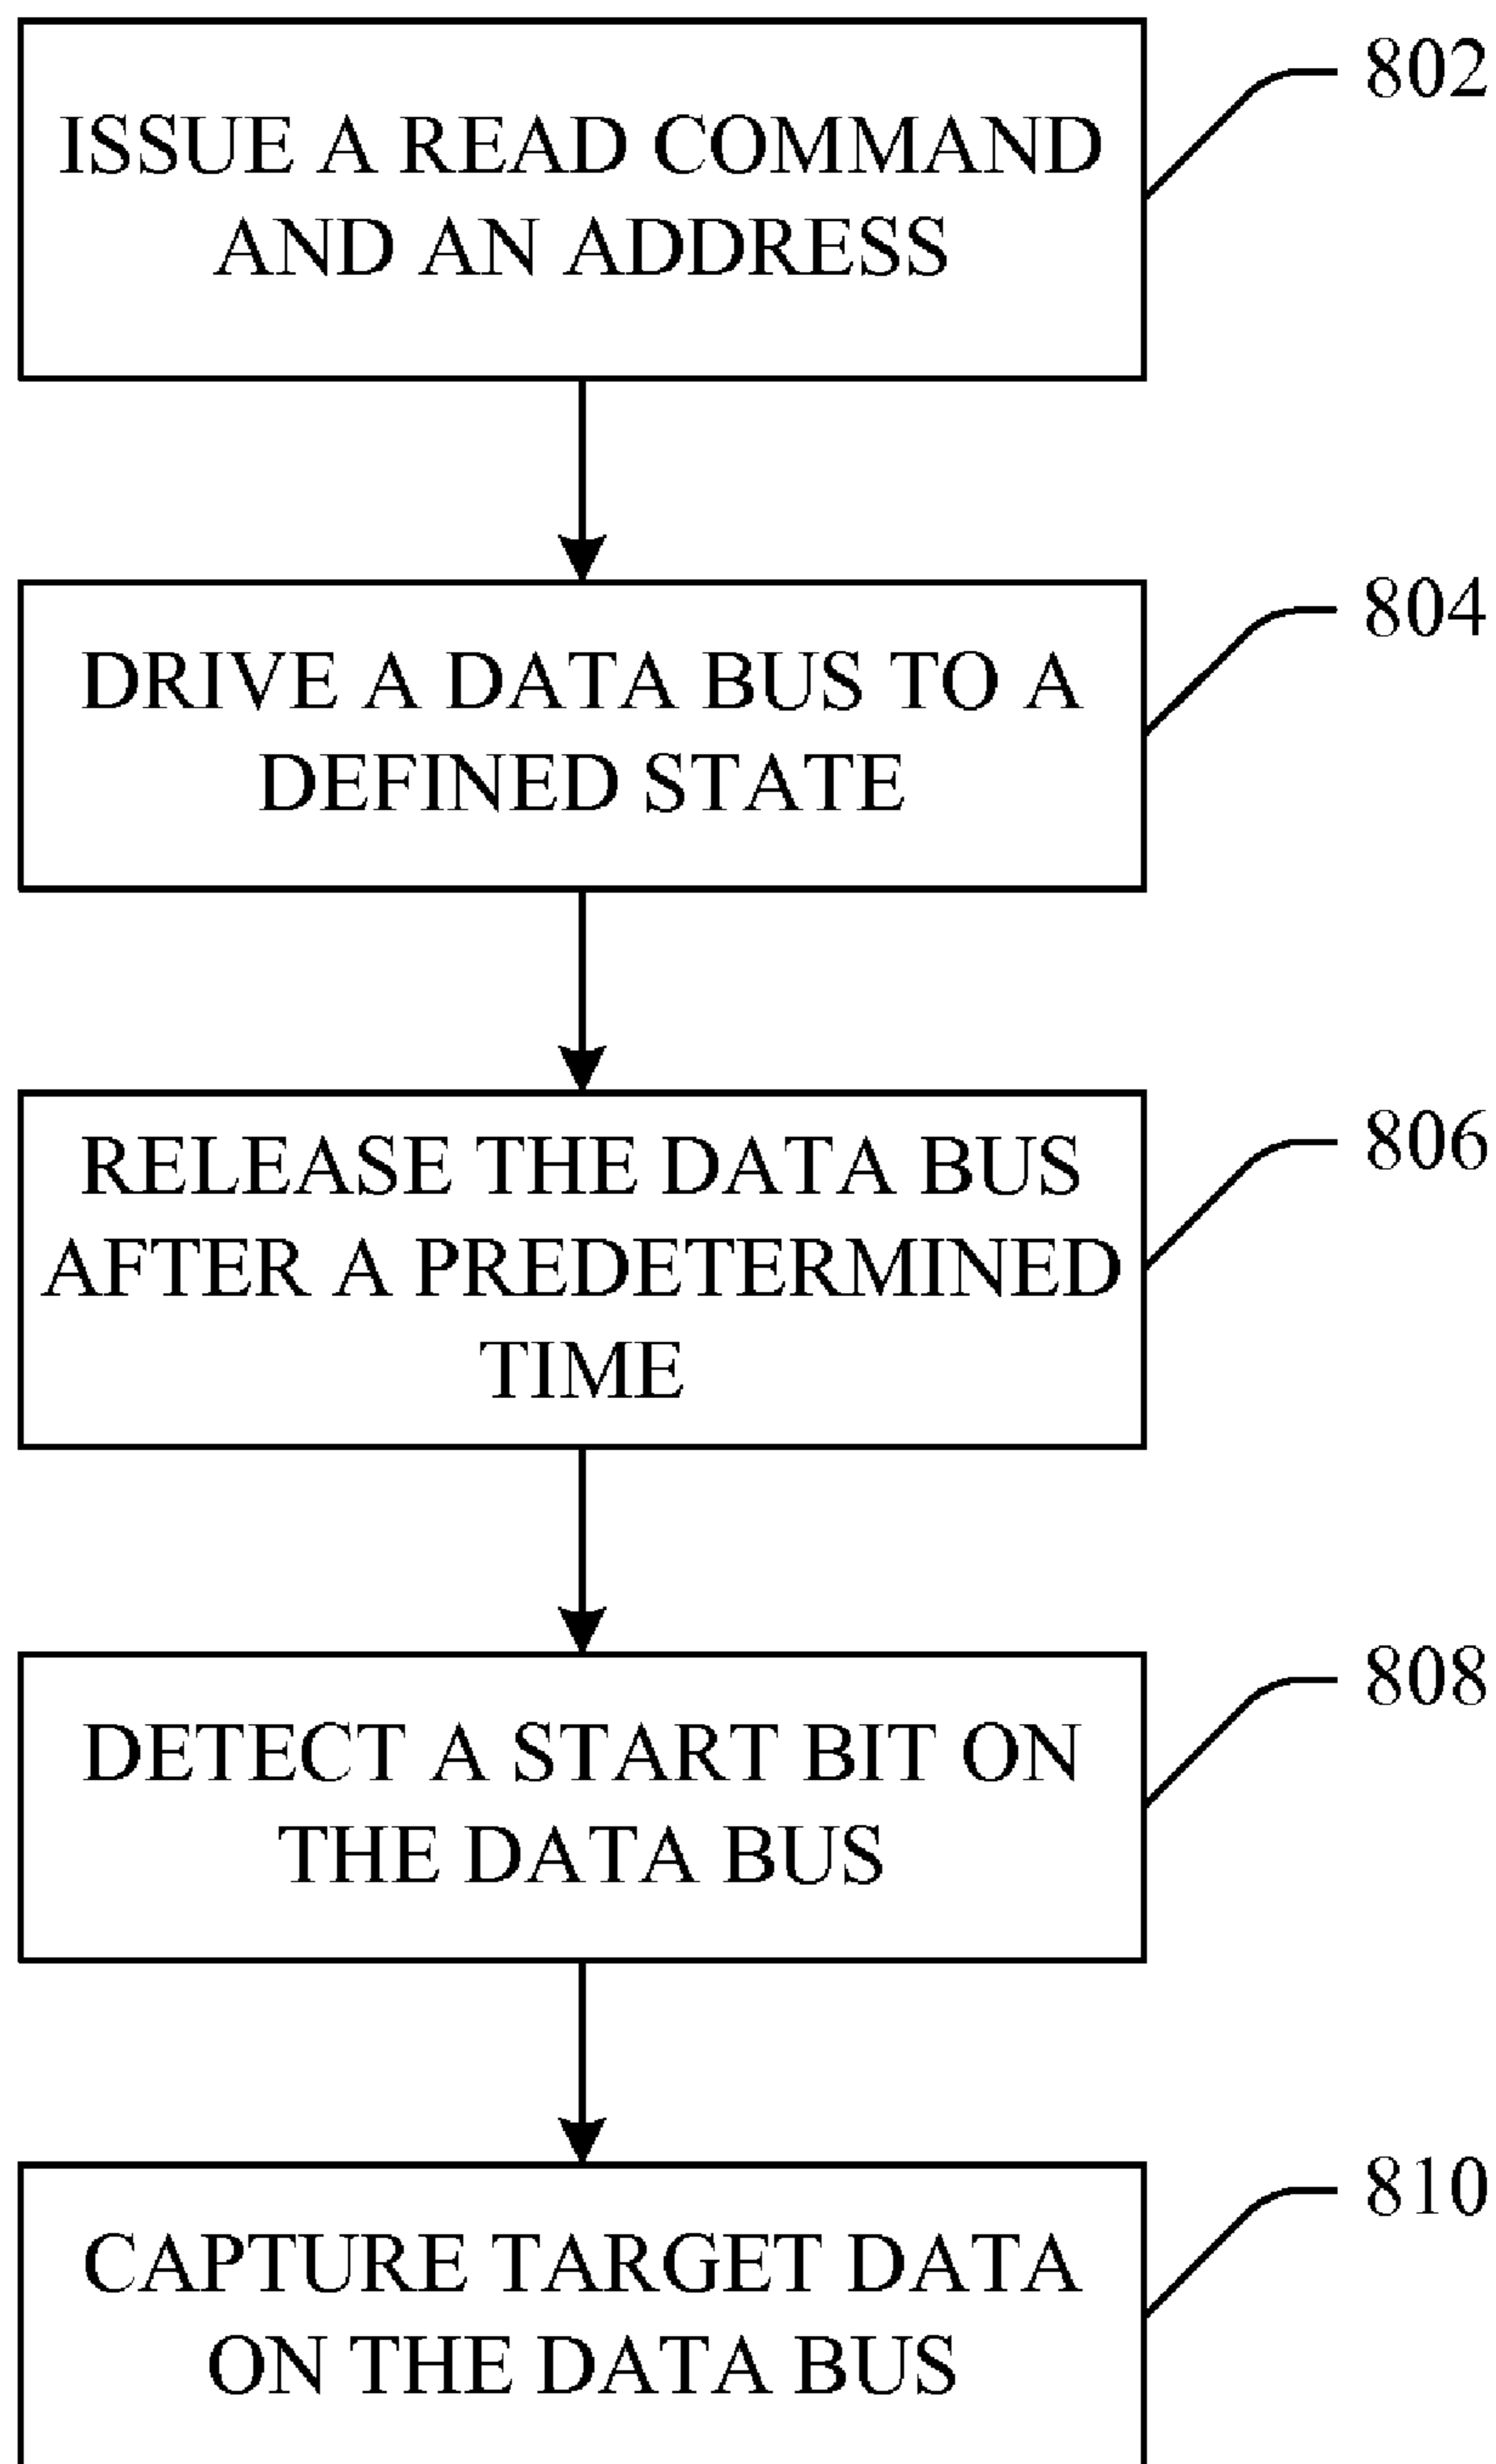 802
ISSUE A READ COMMAND
AND AN ADDRESS
804
DRIVE A DATA BUS TO A
DEFINED STATE
806
RELEASE THE DATA BUS
AFTER A PREDETERMINED
TIME
808
DETECT A START BIT ON
THE DATA BUS
810
CAPTURE TARGET DATA
ON THE DATA BUS